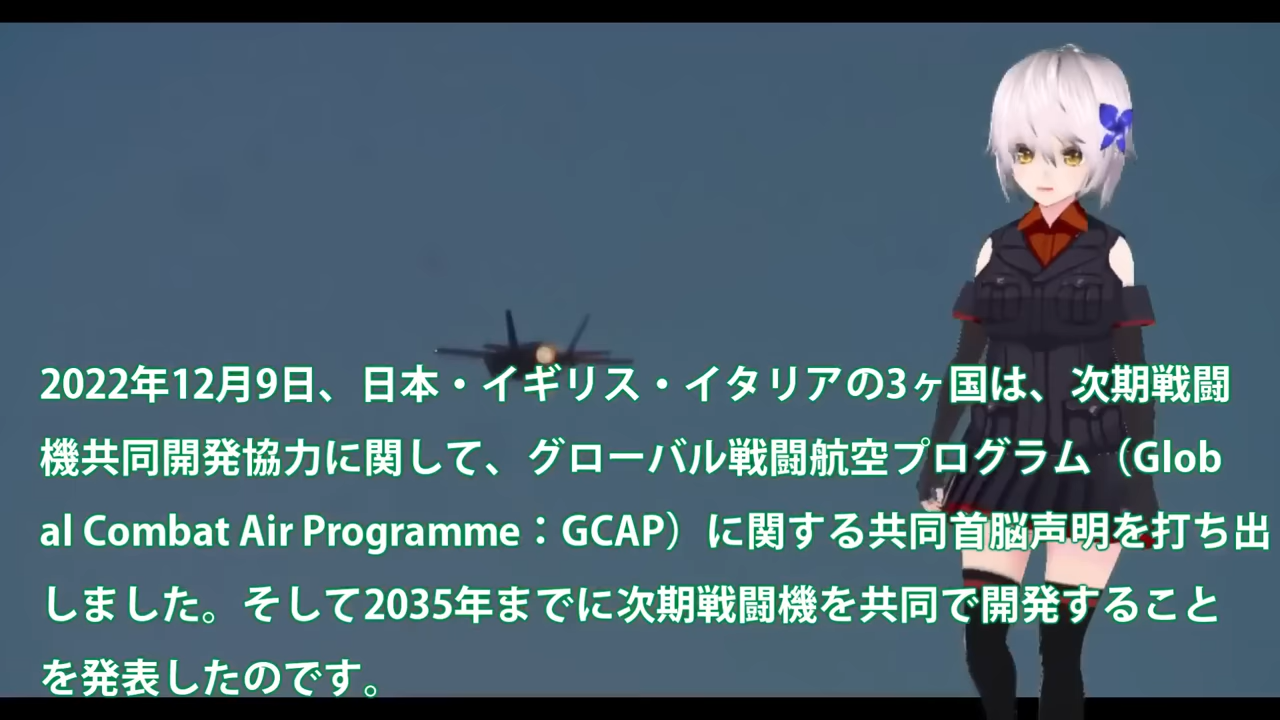 2022年12月9日、日本・イギリス・イタリアの3ヶ国は、次期戦闘
機共同開発協力に関して、グローバル戦闘航空プログラム（Glob
al Combat Air Programme：GCAP）に関する共同首脳声明を打ち出
しました。そして2035年までに次期戦闘機を共同で開発すること
を発表したのです。